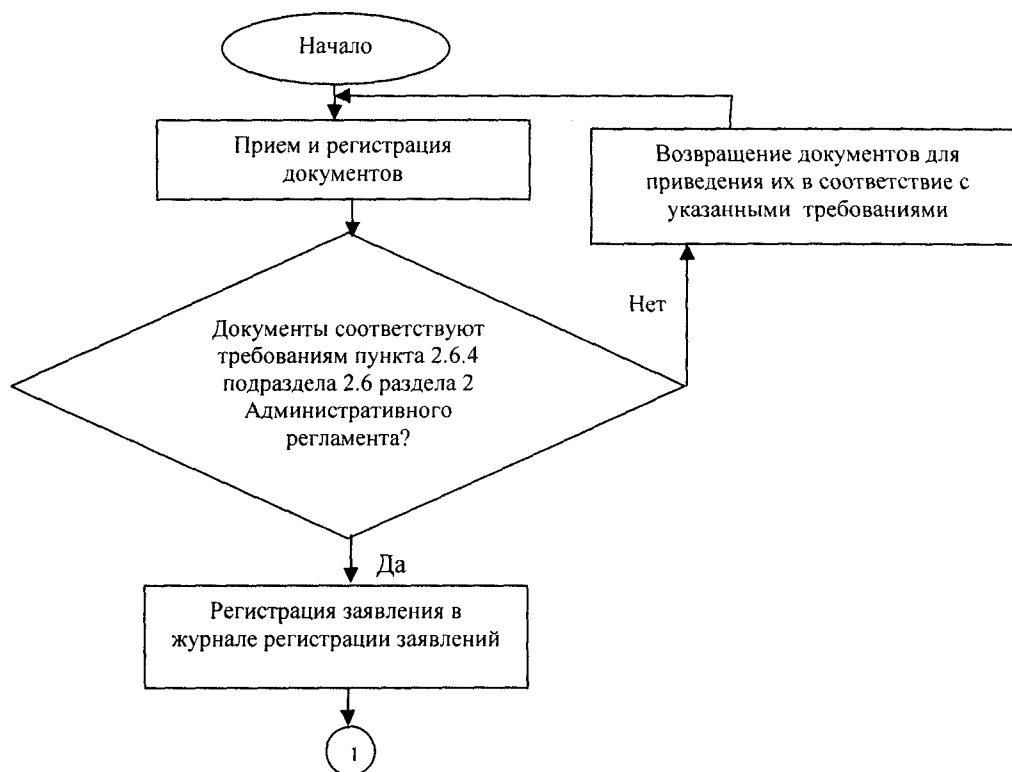 Начало
Прием и регистрация
документов
Возвращение документов для
приведения их в соответствие с
указанными требованиями
Нет
Документы соответствуют
требованиям пункта 2.6.4
подраздела 2.6 раздела 2
Административного
регламента?
Да
Регистрация заявления в
журнале регистрации заявлений
1